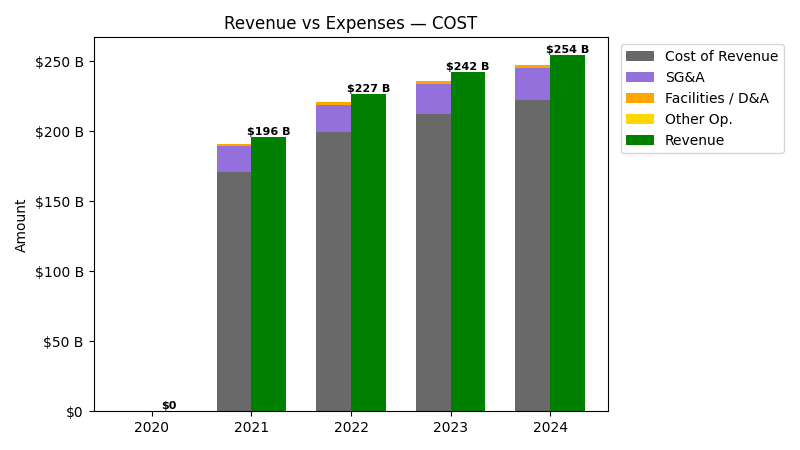 Revenue vs Expenses — COST
Cost of Revenue
SG&A
Facilities / D&A
Other Op.
Revenue
Amount
$250 B
$200 B
$150 B
$100 B
$50 B
$0
$0
$196 B
$227 B
$242 B
$254 B
2020
2021
2022
2023
2024